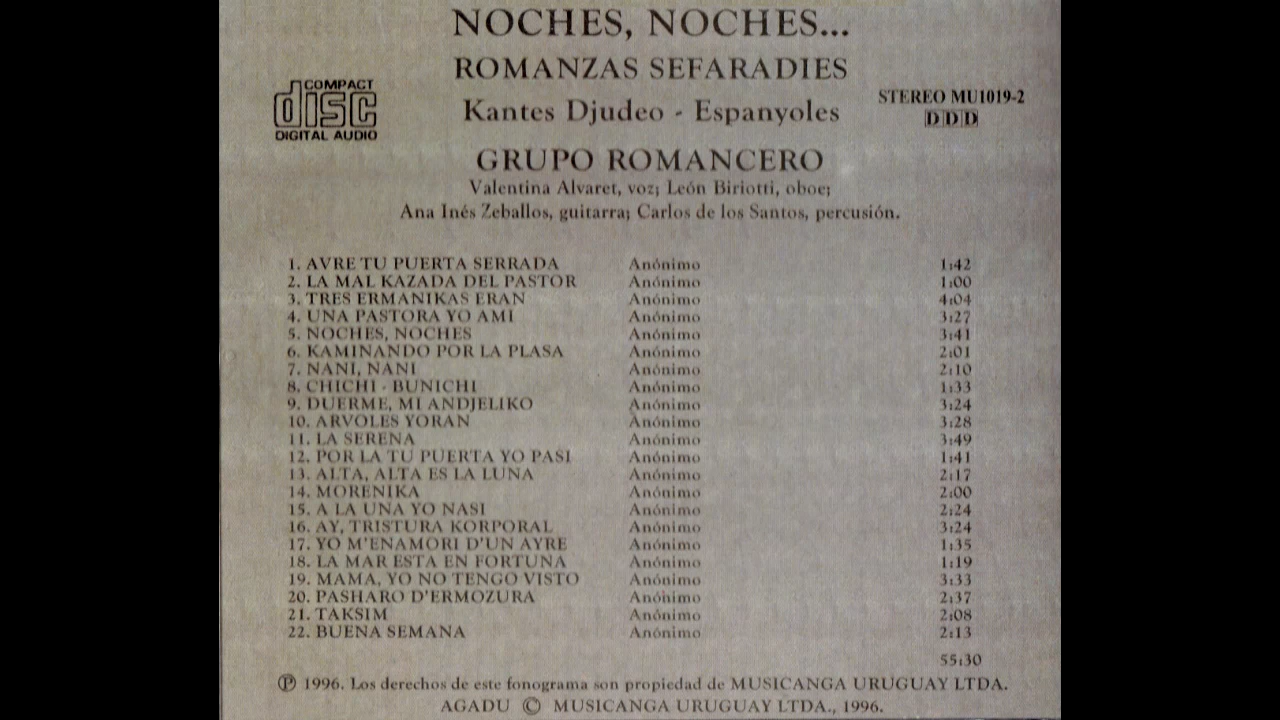 NOCHES, NOCHES...
ROMANZAS SEFARADIES
COMPACT
disc
DIGITAL AUDIO
STEREO MU1019-2
DDD
Kantes Djudeo - Espanyoles
GRUPO ROMANCERO
Valentina Alvaret, voz; León Biriotti, oboe;
Ana Inés Zeballos, guitarra; Carlos de los Santos, percusión.
1. AVRE TU PUERTA SERRADA Anónimo 1:42
2. LA MAL KAZADA DEL PASTOR Anónimo 1:00
3. TRES ERMANIKAS ERAN Anónimo 4:04
4. UNA PASTORA YO AMI Anónimo 3:27
5. NOCHES, NOCHES Anónimo 3:41
6. KAMINANDO POR LA PLASA Anónimo 2:01
7. NANI, NANI Anónimo 2:10
8. CHICHI - BUNICHI Anónimo 1:33
9. DUERME, MI ANDJELIKO Anónimo 3:24
10. ARVOLES YORAN Anónimo 3:28
11. LA SERENA Anónimo 3:49
12. POR LA TU PUERTA YO PASI Anónimo 1:41
13. ALTA, ALTA ES LA LUNA Anónimo 2:17
14. MORENIKA Anónimo 2:00
15. A LA UNA YO NASI Anónimo 2:24
16. AY, TRISTURA KORPORAL Anónimo 3:24
17. YO M'ENAMORI D'UN AYRE Anónimo 1:35
18. LA MAR ESTA EN FORTUNA Anónimo 1:19
19. MAMA, YO NO TENGO VISTO Anónimo 3:33
20. PASHARO D'ERMOZURA Anónimo 2:37
21. TAKSIM Anónimo 2:08
22. BUENA SEMANA Anónimo 2:13
55:30
℗ 1996. Los derechos de este fonograma son propiedad de MUSICANGA URUGUAY LTDA.
AGADU © MUSICANGA URUGUAY LTDA., 1996.